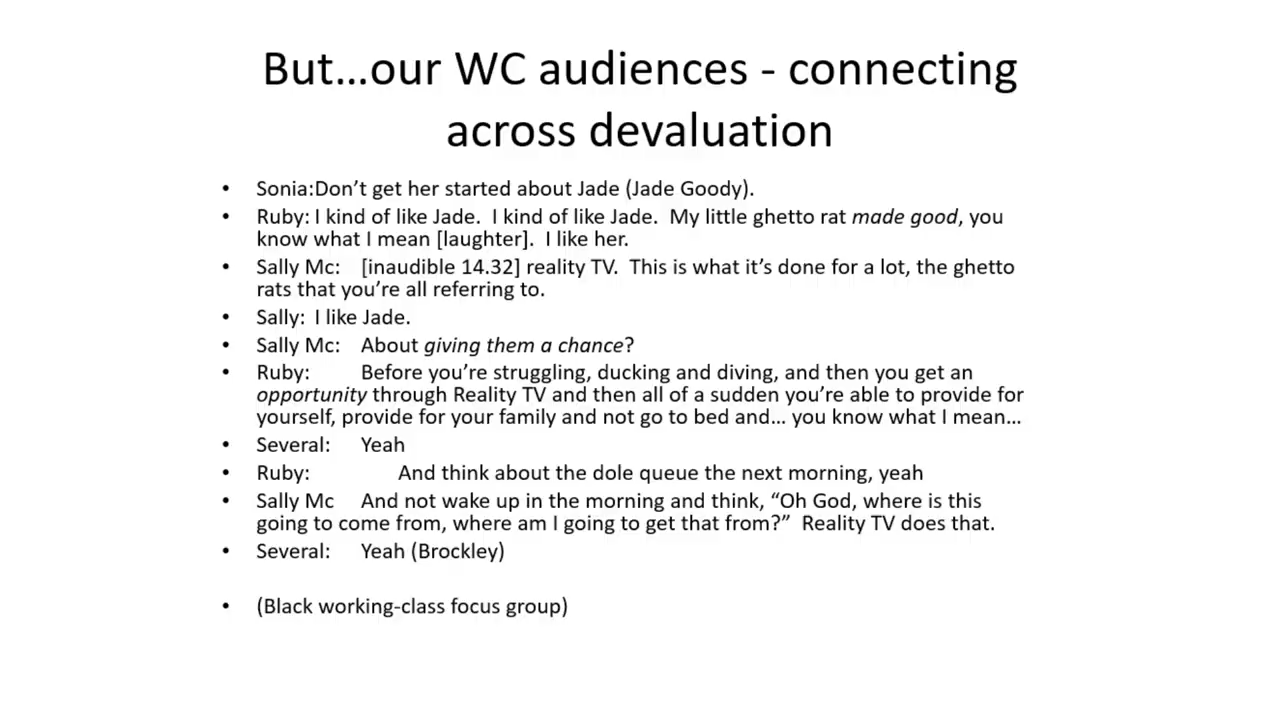 But…our WC audiences - connecting
across devaluation
• Sonia:Don’t get her started about Jade (Jade Goody).
• Ruby: I kind of like Jade.  I kind of like Jade.  My little ghetto rat made good, you
know what I mean [laughter].  I like her.
• Sally Mc: [inaudible 14.32] reality TV.  This is what it’s done for a lot, the ghetto
rats that you’re all referring to.
• Sally: I like Jade.
• Sally Mc: About giving them a chance?
• Ruby: Before you’re struggling, ducking and diving, and then you get an
opportunity through Reality TV and then all of a sudden you’re able to provide for
yourself, provide for your family and not go to bed and… you know what I mean…
• Several: Yeah
• Ruby: And think about the dole queue the next morning, yeah
• Sally Mc And not wake up in the morning and think, “Oh God, where is this
going to come from, where am I going to get that from?”  Reality TV does that.
• Several: Yeah (Brockley)
• (Black working-class focus group)